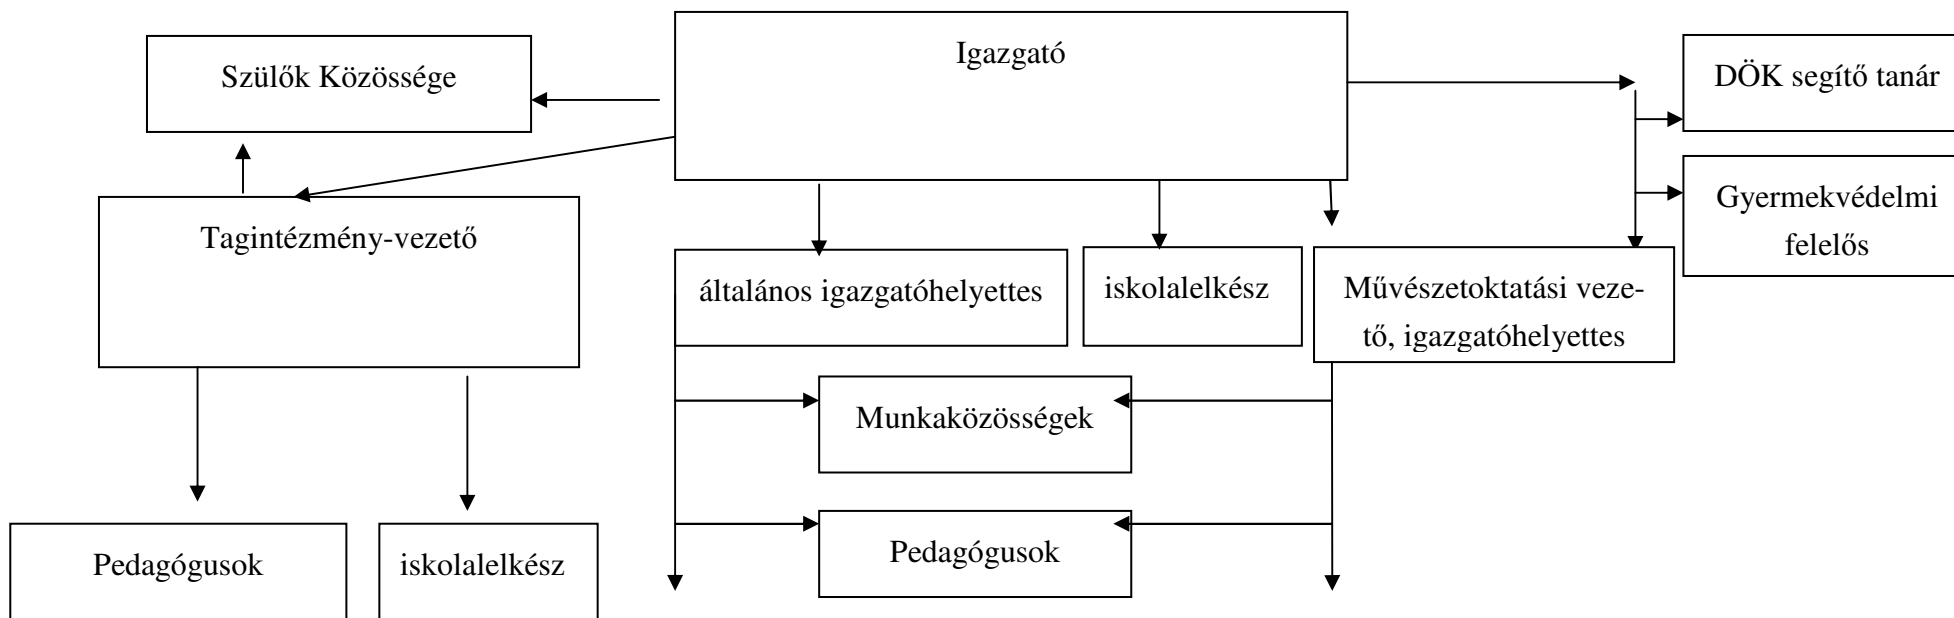 Igazgató
Szülők Közössége
DÖK segítő tanár
Gyermekvédelmi
felelős
Tagintézmény-vezető
általános igazgatóhelyettes
iskolalelkész
Művészetoktatási veze-
tő, igazgatóhelyettes
Munkaközösségek
Pedagógusok
Pedagógusok
iskolalelkész